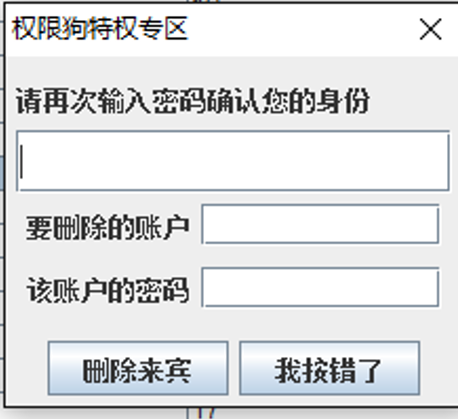 权限狗特权专区
请再次输入密码确认您的身份
要删除的账户
该账户的密码
删除来宾 我按错了
17